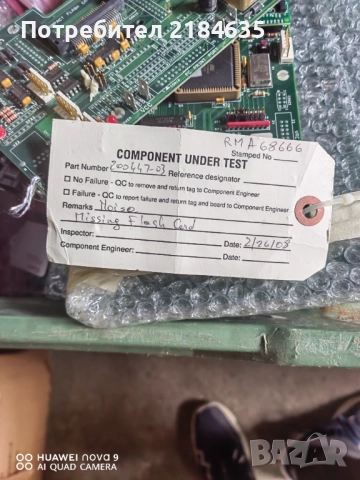 Потребител 2184635
RMA 68666
Stamped No
COMPONENT UNDER TEST
Part Number 200447-03 Reference designator
No Failure - QC to remove and return tag to Component Engineer
Failure - QC to report failure and return tag and board to Component Engineer
Remarks Noise
Missing Flash Card
Inspector: Date: 2/26/08
Component Engineer: Date:
HUAWEI nova 9
AI QUAD CAMERA
BAZAR